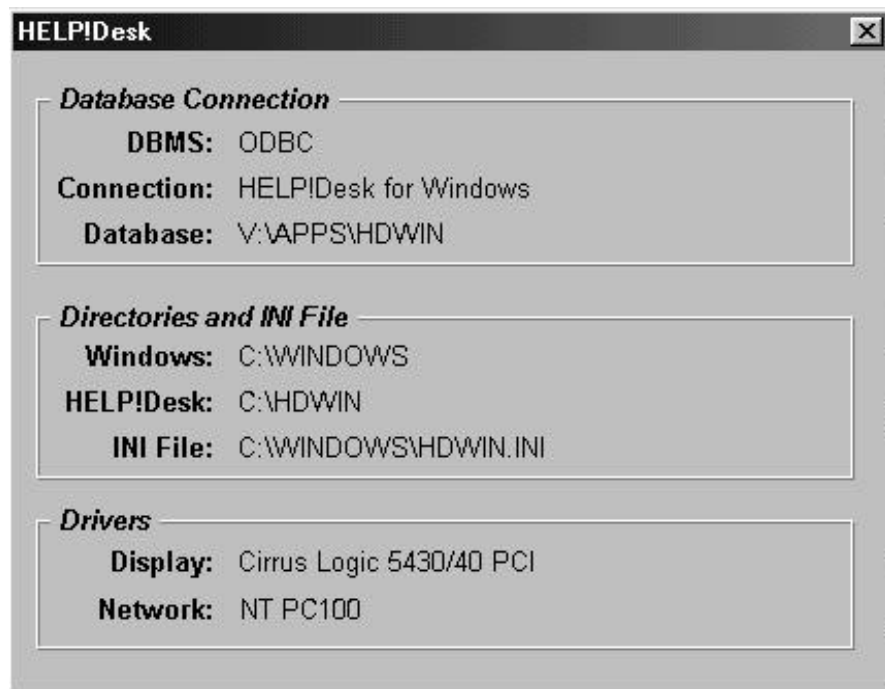 HELP!Desk
Database Connection
DBMS: ODBC
Connection: HELP!Desk for Windows
Database: V:\APPS\HDWIN
Directories and INI File
Windows: C:\WINDOWS
HELP!Desk: C:\HDWIN
INI File: C:\WINDOWS\HDWIN.INI
Drivers
Display: Cirrus Logic 5430/40 PCI
Network: NT PC100